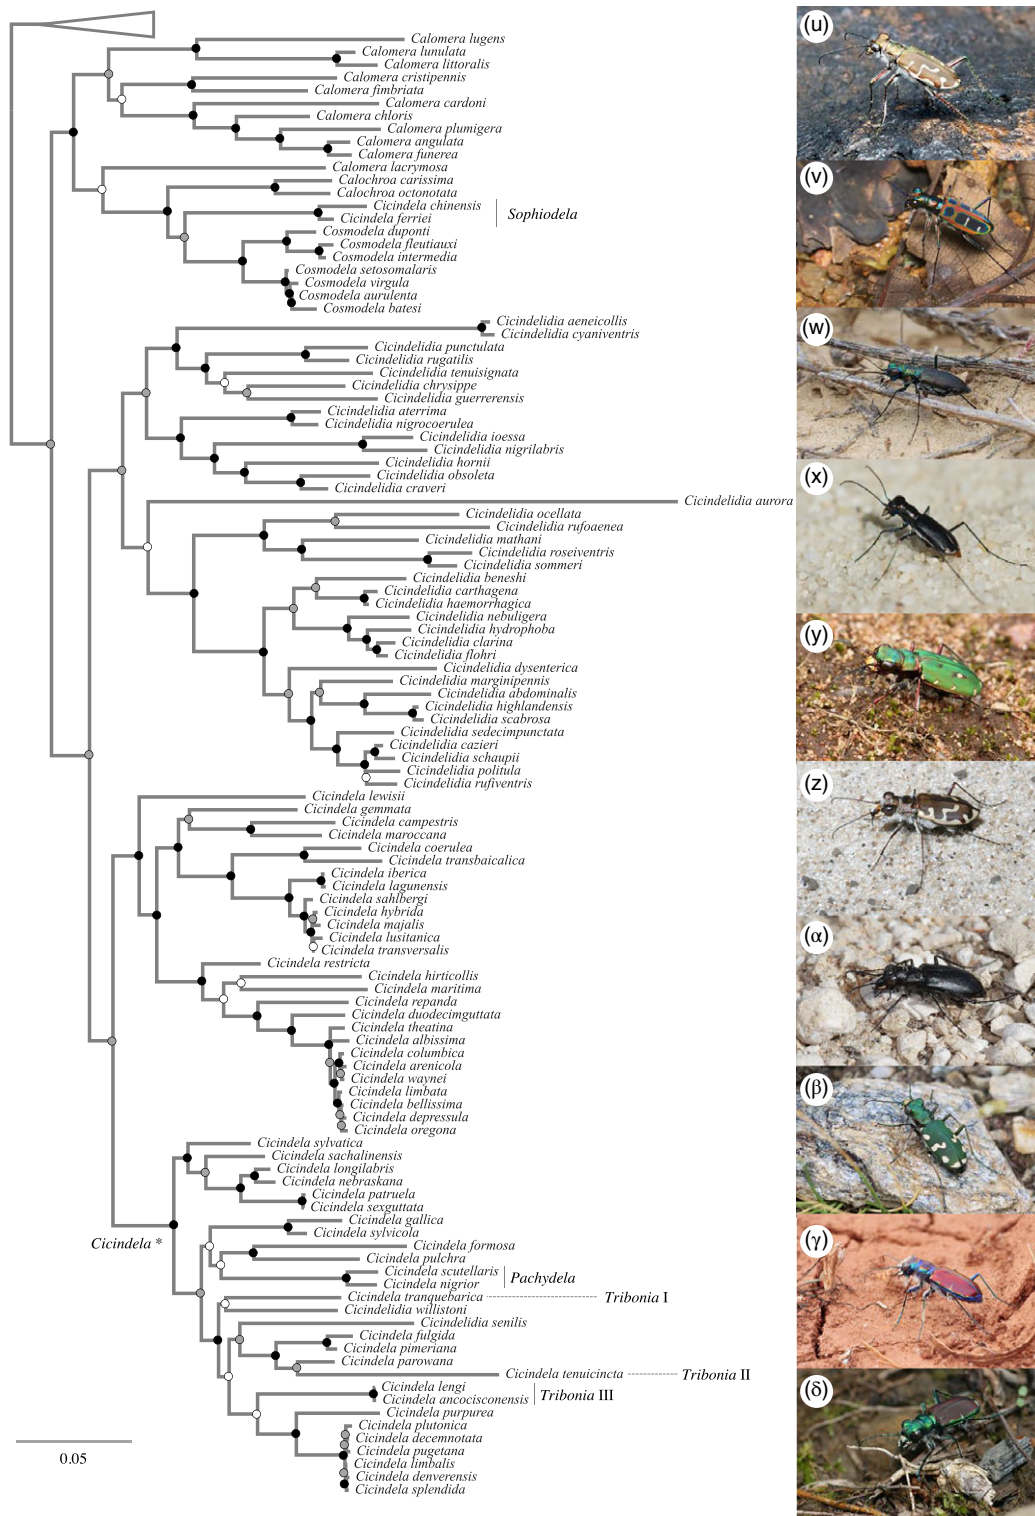 Calomera lugens
Calomera lunulata
Calomera littoralis
Calomera cristipennis
Calomera fimbriata
Calomera cardoni
Calomera chloris
Calomera plumigera
Calomera angulata
Calomera funerea
Calomera lacrymosa
Calochroa carissima
Calochroa octonotata
Cicindela chinensis
Sophiodela
Cicindela ferriei
Cosmodela duponti
Cosmodela fleutiauxi
Cosmodela intermedia
Cosmodela setosomalaris
Cosmodela virgula
Cosmodela aurulenta
Cosmodela batesi
Cicindelidia aeneicollis
Cicindelidia cyaniventris
Cicindelidia punctulata
Cicindelidia rugatilis
Cicindelidia tenuisignata
Cicindelidia chrysippe
Cicindelidia guerrerensis
Cicindelidia aterrima
Cicindelidia nigrocoerulea
Cicindelidia ioessa
Cicindelidia nigrilabris
Cicindelidia hornii
Cicindelidia obsoleta
Cicindelidia craveri
Cicindelidia aurora
Cicindelidia ocellata
Cicindelidia rufoaenea
Cicindelidia mathani
Cicindelidia roseiventris
Cicindelidia sommeri
Cicindelidia beneshi
Cicindelidia carthagena
Cicindelidia haemorrhagica
Cicindelidia nebuligera
Cicindelidia hydrophoba
Cicindelidia clarina
Cicindelidia flohri
Cicindelidia dysenterica
Cicindelidia marginipennis
Cicindelidia abdominalis
Cicindelidia highlandensis
Cicindelidia scabrosa
Cicindelidia sedecimpunctata
Cicindelidia cazieri
Cicindelidia schaupii
Cicindelidia politula
Cicindelidia rufiventris
Cicindela lewisii
Cicindela gemmata
Cicindela campestris
Cicindela maroccana
Cicindela coerulea
Cicindela transbaicalica
Cicindela iberica
Cicindela lagunensis
Cicindela sahlbergi
Cicindela hybrida
Cicindela majalis
Cicindela lusitanica
Cicindela transversalis
Cicindela restricta
Cicindela hirticollis
Cicindela maritima
Cicindela repanda
Cicindela duodecimguttata
Cicindela theatina
Cicindela albissima
Cicindela columbica
Cicindela arenicola
Cicindela waynei
Cicindela limbata
Cicindela bellissima
Cicindela depressula
Cicindela oregona
Cicindela sylvatica
Cicindela sachalinensis
Cicindela longilabris
Cicindela nebraskana
Cicindela patruela
Cicindela sexguttata
Cicindela gallica
Cicindela sylvicola
Cicindela *
Cicindela formosa
Cicindela pulchra
Cicindela scutellaris
Pachydela
Cicindela nigrior
Cicindela tranquebarica
Tribonia I
Cicindelidia willistoni
Cicindelidia senilis
Cicindela fulgida
Cicindela pimeriana
Cicindela parowana
Cicindela tenuicincta
Tribonia II
Cicindela lengi
Tribonia III
Cicindela ancocisconensis
Cicindela purpurea
Cicindela plutonica
Cicindela decemnotata
Cicindela pugetana
Cicindela limbalis
Cicindela denverensis
Cicindela splendida
0.05
(u)
(v)
(w)
(x)
(y)
(z)
(α)
(β)
(γ)
(δ)